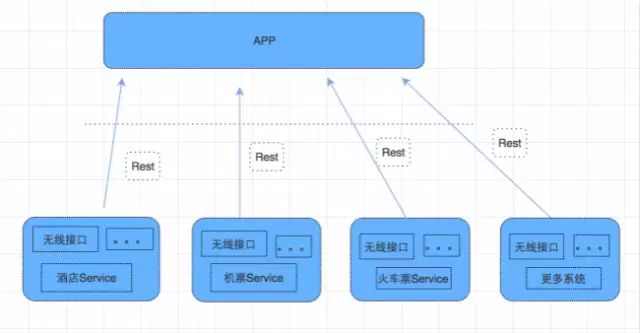 APP
Rest
Rest
Rest
Rest
无线接口 ...
酒店Service
无线接口 ...
机票Service
无线接口 ...
火车票Service
无线接口 ...
更多系统